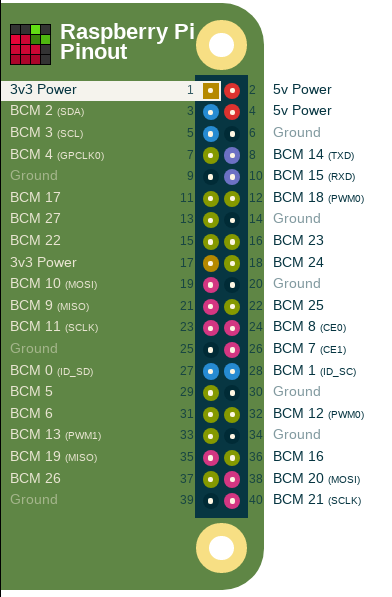 Raspberry Pi
Pinout
3v3 Power 1 2 5v Power
BCM 2 (SDA) 3 4 5v Power
BCM 3 (SCL) 5 6 Ground
BCM 4 (GPCLK0) 7 8 BCM 14 (TXD)
Ground 9 10 BCM 15 (RXD)
BCM 17 11 12 BCM 18 (PWM0)
BCM 27 13 14 Ground
BCM 22 15 16 BCM 23
3v3 Power 17 18 BCM 24
BCM 10 (MOSI) 19 20 Ground
BCM 9 (MISO) 21 22 BCM 25
BCM 11 (SCLK) 23 24 BCM 8 (CE0)
Ground 25 26 BCM 7 (CE1)
BCM 0 (ID_SD) 27 28 BCM 1 (ID_SC)
BCM 5 29 30 Ground
BCM 6 31 32 BCM 12 (PWM0)
BCM 13 (PWM1) 33 34 Ground
BCM 19 (MISO) 35 36 BCM 16
BCM 26 37 38 BCM 20 (MOSI)
Ground 39 40 BCM 21 (SCLK)